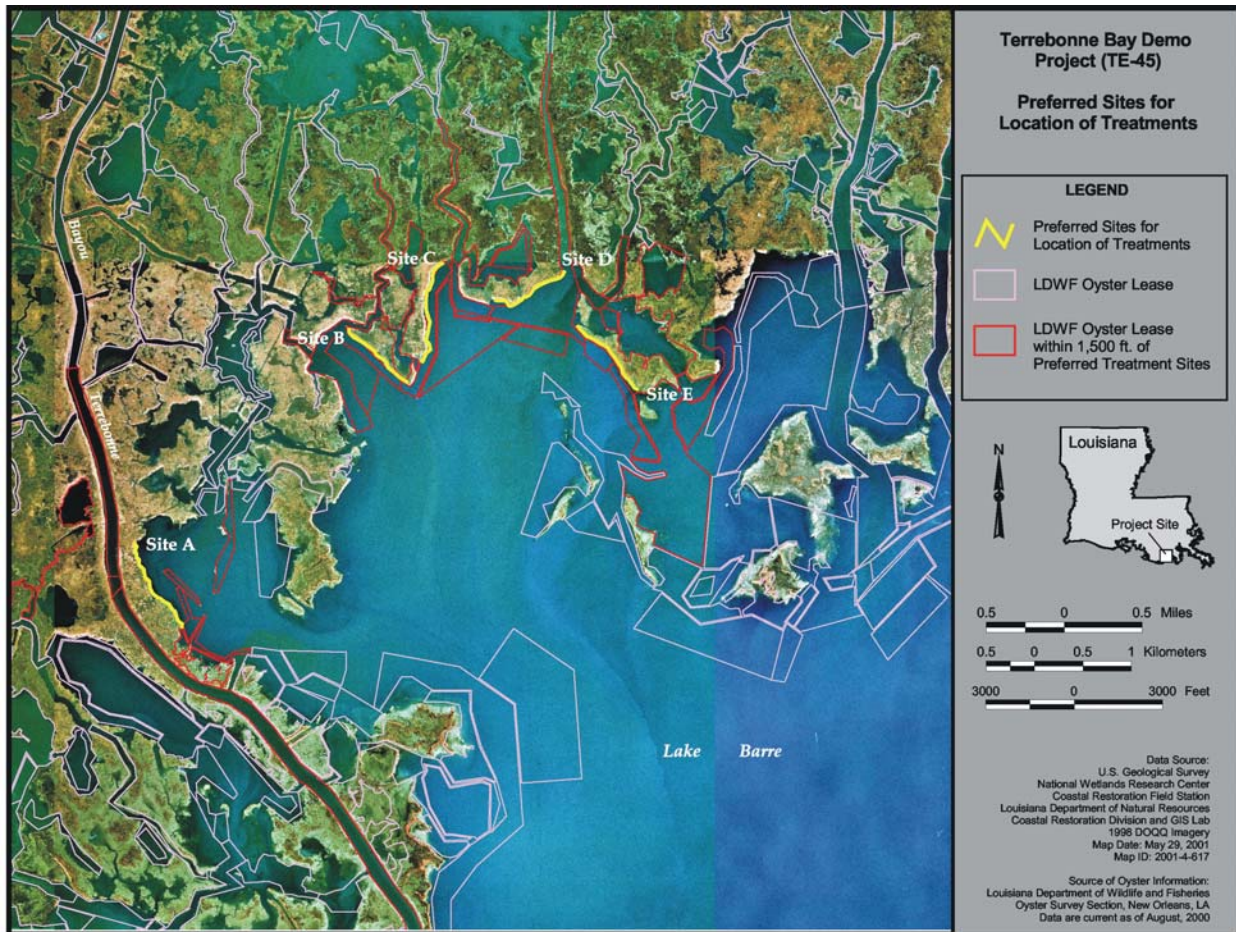 Terrebonne Bay Demo
Project (TE-45)
Preferred Sites for
Location of Treatments
LEGEND
Preferred Sites for
Location of Treatments
LDWF Oyster Lease
LDWF Oyster Lease
within 1,500 ft. of
Preferred Treatment Sites
N
Louisiana
Project Site
0.5 0 0.5 Miles
0.5 0 0.5 1 Kilometers
3000 0 3000 Feet
Data Source:
U.S. Geological Survey
National Wetlands Research Center
Coastal Restoration Field Station
Louisiana Department of Natural Resources
Coastal Restoration Division and GIS Lab
1998 DOQQ Imagery
Map Date: May 29, 2001
Map ID: 2001-4-617
Source of Oyster Information:
Louisiana Department of Wildlife and Fisheries
Oyster Survey Section, New Orleans, LA
Data are current as of August, 2000
Bayou
Terrebonne
Site A
Site B
Site C
Site D
Site E
Lake Barre